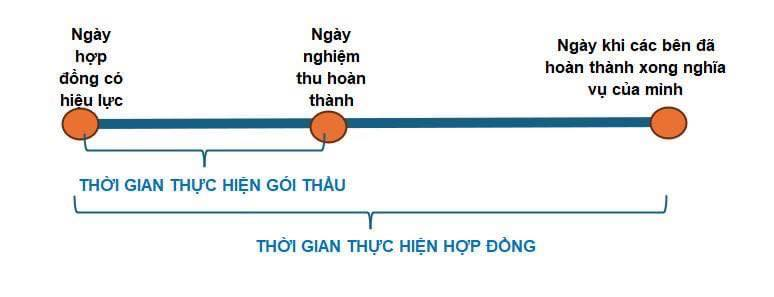 Ngày
hợp
đồng có
hiệu lực
Ngày
nghiệm
thu hoàn
thành
Ngày khi các bên đã
hoàn thành xong nghĩa
vụ của mình
THỜI GIAN THỰC HIỆN GÓI THẦU
THỜI GIAN THỰC HIỆN HỢP ĐỒNG